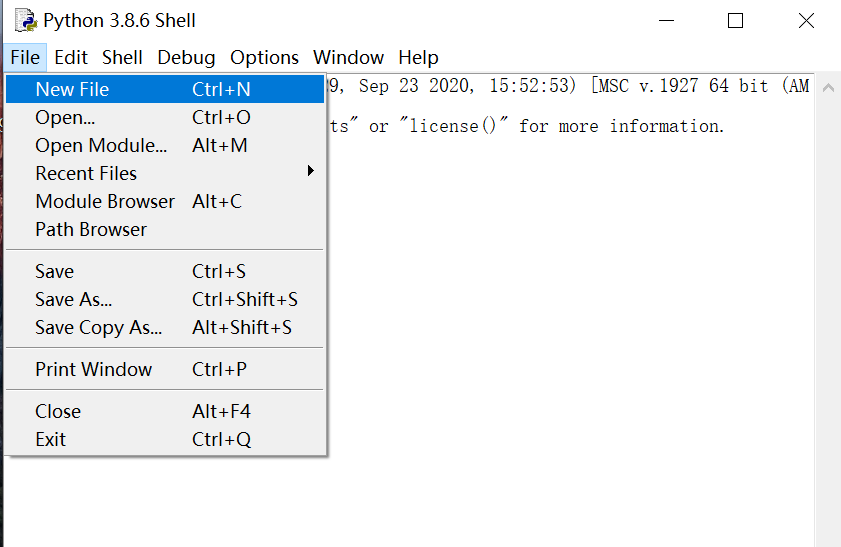 Python 3.8.6 Shell
File Edit Shell Debug Options Window Help
New File Ctrl+N
9, Sep 23 2020, 15:52:53) [MSC v.1927 64 bit (AM
Open... Ctrl+O
ts" or "license()" for more information.
Open Module... Alt+M
Recent Files
Module Browser Alt+C
Path Browser
Save Ctrl+S
Save As... Ctrl+Shift+S
Save Copy As... Alt+Shift+S
Print Window Ctrl+P
Close Alt+F4
Exit Ctrl+Q